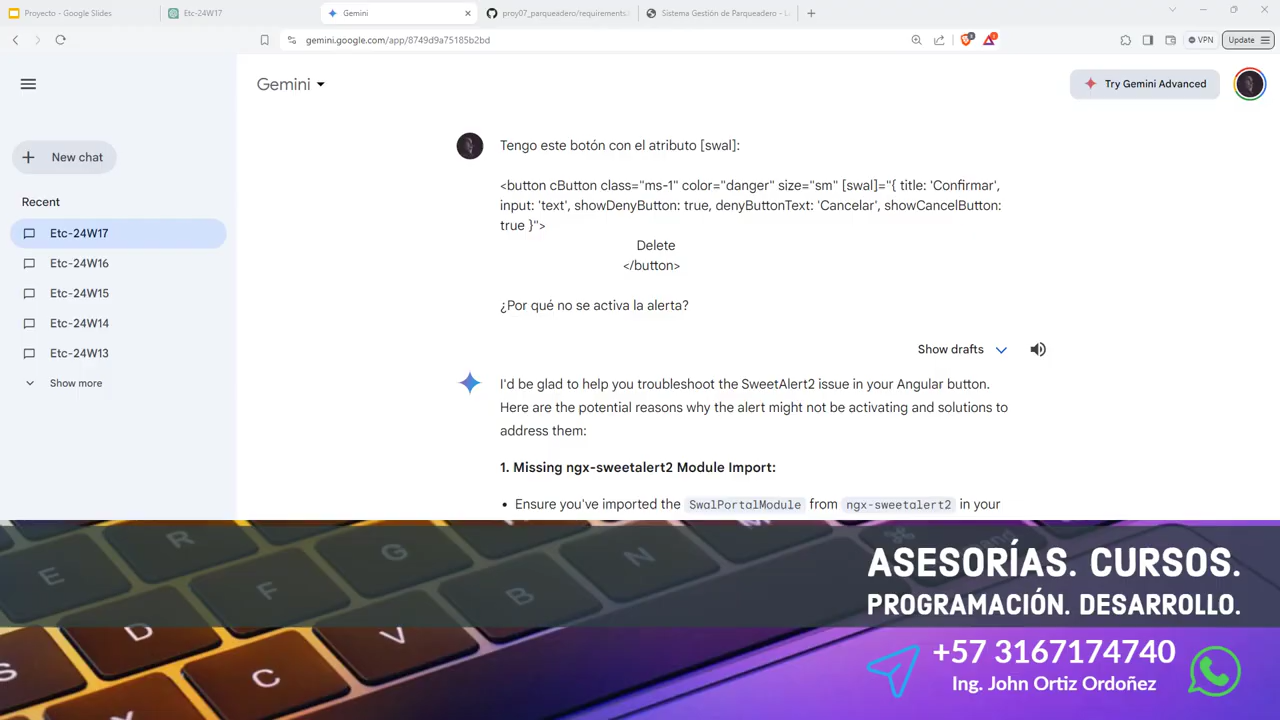 Proyecto - Google Slides
Etc-24W17
Gemini
proy07_parqueadero/requirements.
Sistema Gestión de Parqueadero - L
gemini.google.com/app/8749d9a75185b2bd
VPN
Update
Gemini
Try Gemini Advanced
New chat
Recent
Etc-24W17
Etc-24W16
Etc-24W15
Etc-24W14
Etc-24W13
Show more
Tengo este botón con el atributo [swal]:
<button cButton class="ms-1" color="danger" size="sm" [swal]="{ title: 'Confirmar',
input: 'text', showDenyButton: true, denyButtonText: 'Cancelar', showCancelButton:
true }">
Delete
</button>
¿Por qué no se activa la alerta?
Show drafts
I'd be glad to help you troubleshoot the SweetAlert2 issue in your Angular button.
Here are the potential reasons why the alert might not be activating and solutions to
address them:
1. Missing ngx-sweetalert2 Module Import:
• Ensure you've imported the SwalPortalModule from ngx-sweetalert2 in your
ASESORÍAS. CURSOS.
PROGRAMACIÓN. DESARROLLO.
+57 3167174740
Ing. John Ortiz Ordoñez
E
R
F
G
B
N
D
C
V